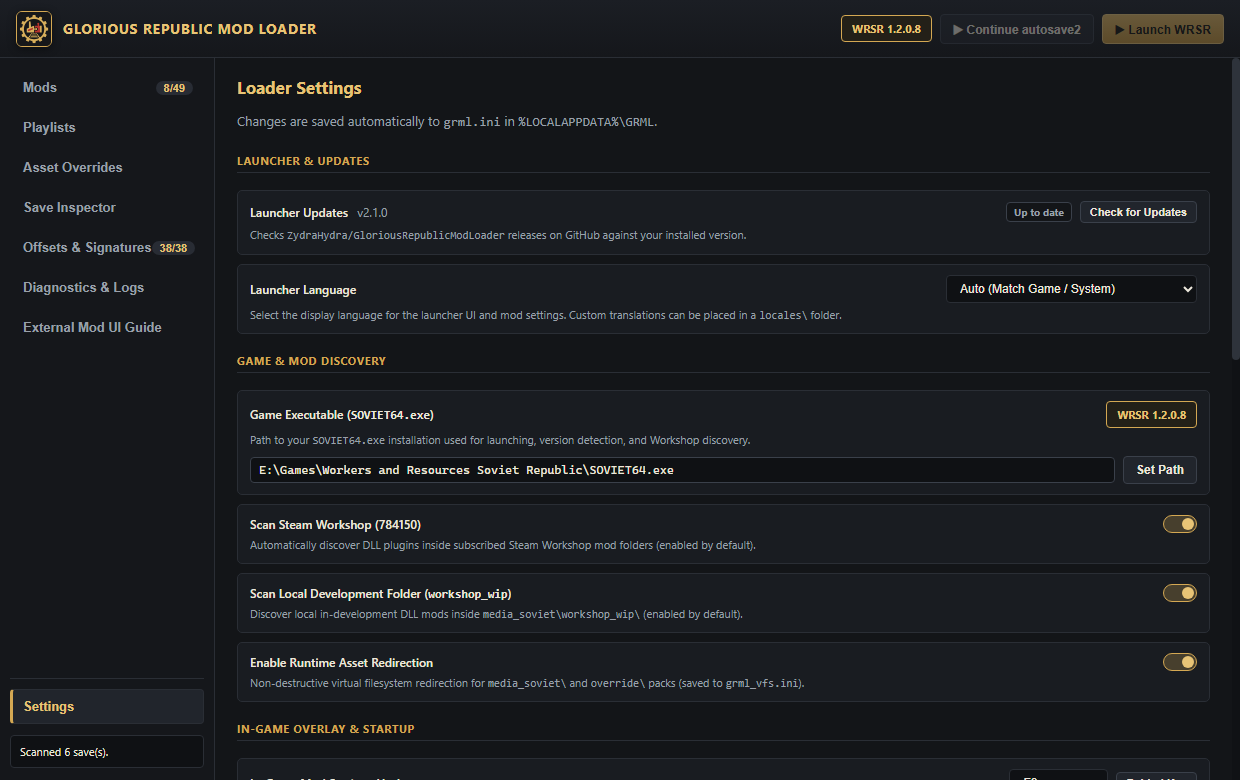 GLORIOUS REPUBLIC MOD LOADER
WRSR 1.2.0.8
▶ Continue autosave2
▶ Launch WRSR
Mods
8/49
Playlists
Asset Overrides
Save Inspector
Offsets & Signatures
38/38
Diagnostics & Logs
External Mod UI Guide
Settings
Scanned 6 save(s).
Loader Settings
Changes are saved automatically to grml.ini in %LOCALAPPDATA%\GRML.
LAUNCHER & UPDATES
Launcher Updates v2.1.0
Up to date
Check for Updates
Checks ZydraHydra/GloriousRepublicModLoader releases on GitHub against your installed version.
Launcher Language
Auto (Match Game / System)
Select the display language for the launcher UI and mod settings. Custom translations can be placed in a locales\ folder.
GAME & MOD DISCOVERY
Game Executable (SOVIET64.exe)
WRSR 1.2.0.8
Path to your SOVIET64.exe installation used for launching, version detection, and Workshop discovery.
E:\Games\Workers and Resources Soviet Republic\SOVIET64.exe
Set Path
Scan Steam Workshop (784150)
Automatically discover DLL plugins inside subscribed Steam Workshop mod folders (enabled by default).
Scan Local Development Folder (workshop_wip)
Discover local in-development DLL mods inside media_soviet\workshop_wip\ (enabled by default).
Enable Runtime Asset Redirection
Non-destructive virtual filesystem redirection for media_soviet\ and override\ packs (saved to grml_vfs.ini).
IN-GAME OVERLAY & STARTUP